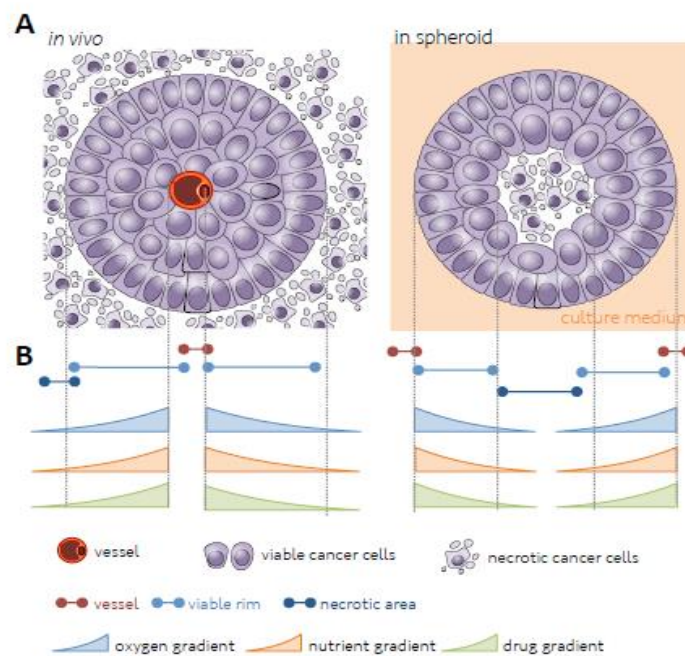 A
in vivo
in spheroid
culture medium
B
vessel
viable cancer cells
necrotic cancer cells
vessel
viable rim
necrotic area
oxygen gradient
nutrient gradient
drug gradient